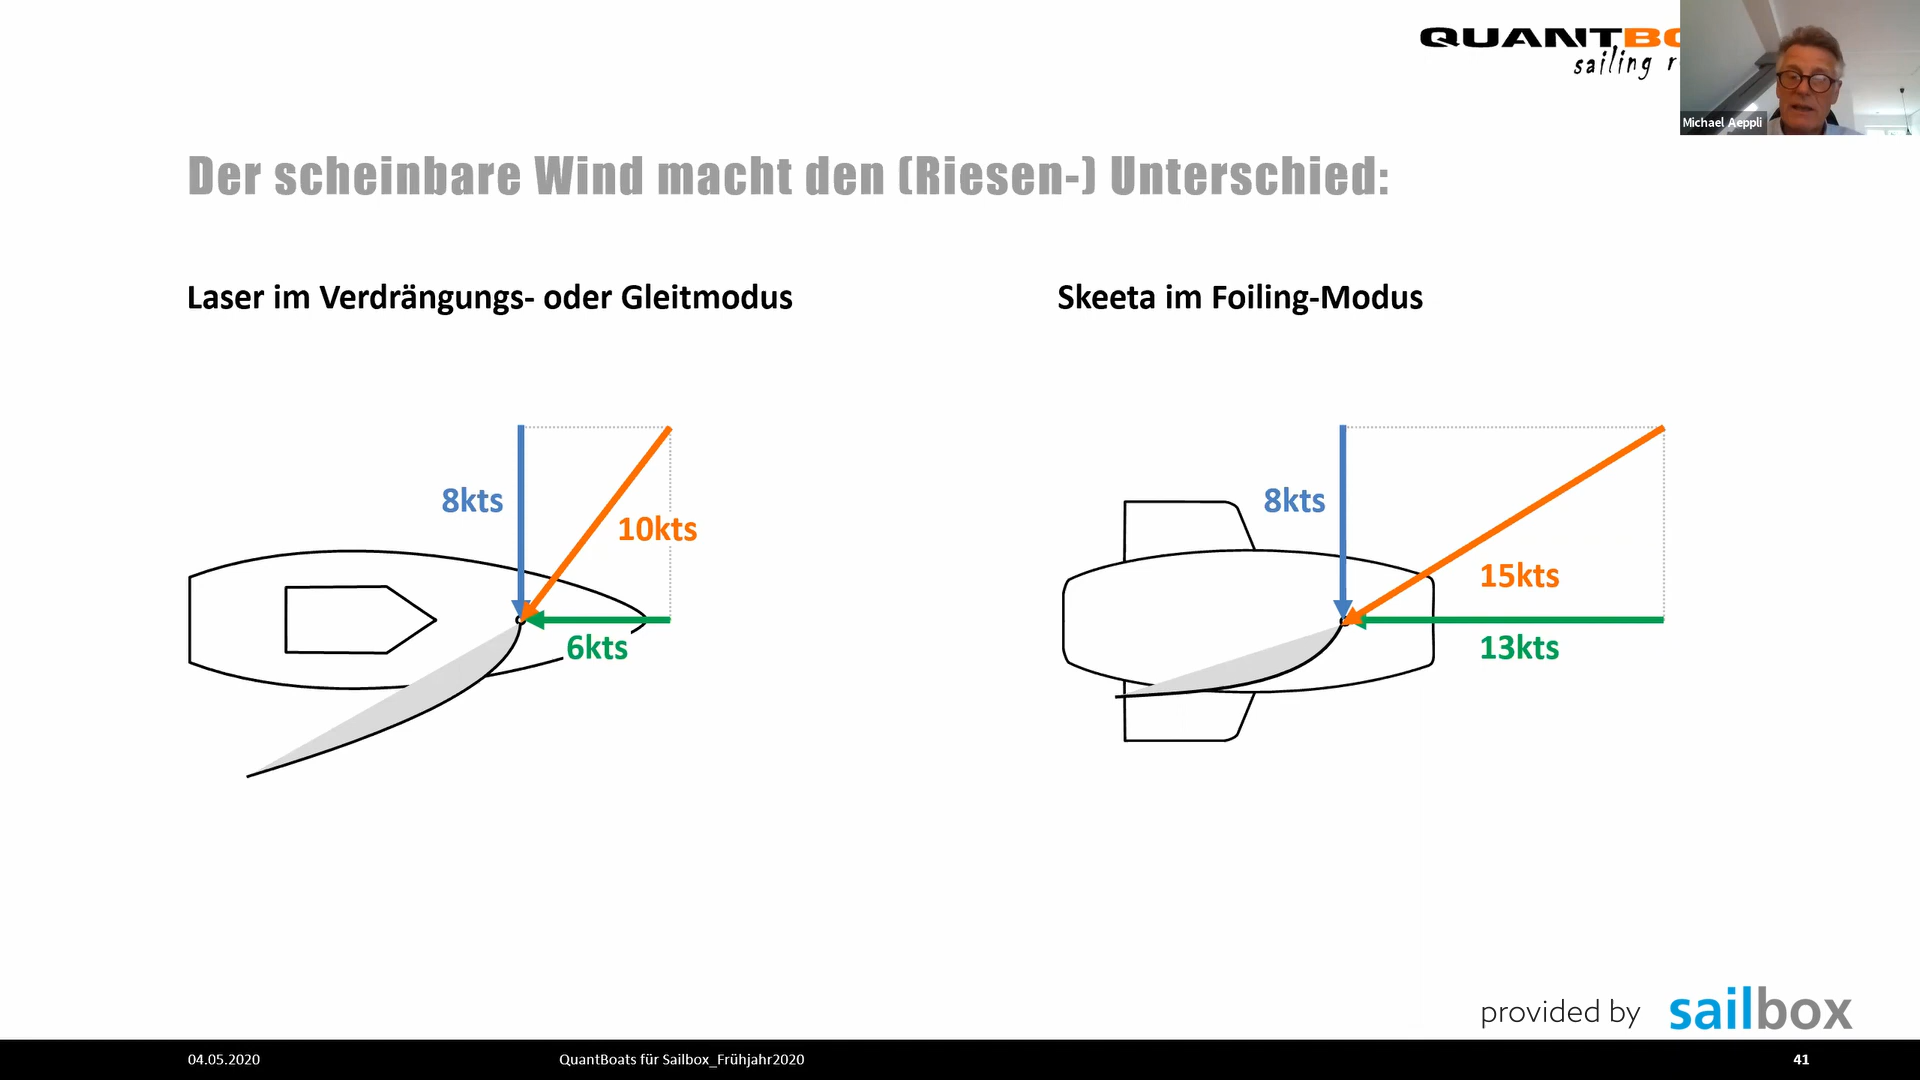 QUANTBO
sailing r
Michael Aeppli
Der scheinbare Wind macht den (Riesen-) Unterschied:
Laser im Verdrängungs- oder Gleitmodus
Skeeta im Foiling-Modus
8kts
10kts
6kts
8kts
15kts
13kts
provided by sailbox
04.05.2020
QuantBoats für Sailbox_Frühjahr2020
41